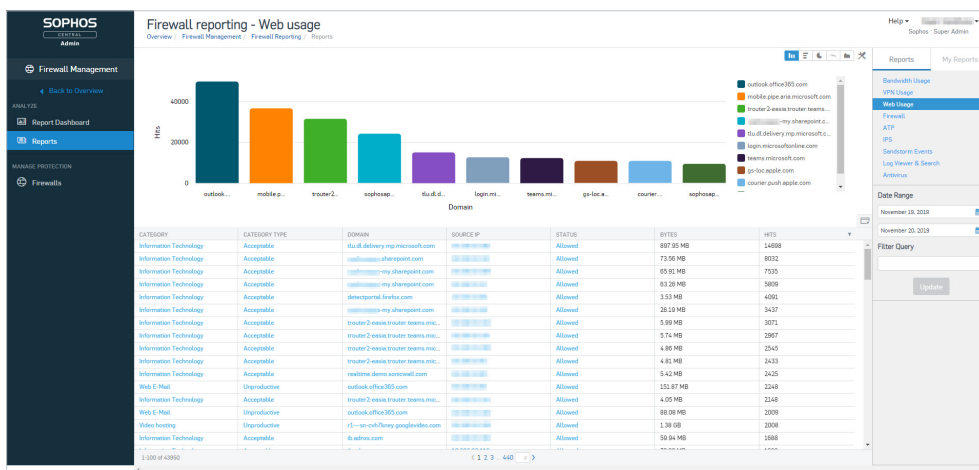 SOPHOS
CENTRAL
Admin
Firewall Management
Back to Overview
ANALYZE
Report Dashboard
Reports
MANAGE PROTECTION
Firewalls
Firewall reporting - Web usage
Overview / Firewall Management / Firewall Reporting / Reports
Help
Sophos Super Admin
40000
20000
0
Hits
outlook....
mobile.p...
trouter2...
sophosap...
tlu.dl.d...
login.mi...
teams.mi...
gs-loc.a...
courier....
sophosap...
Domain
outlook.office365.com
mobile.pipe.aria.microsoft.com
trouter2-easia.trouter.teams....
-my.sharepoint.c...
tlu.dl.delivery.mp.microsoft.c...
login.microsoftonline.com
teams.microsoft.com
gs-loc.apple.com
courier.push.apple.com
CATEGORY CATEGORY TYPE DOMAIN SOURCE IP STATUS BYTES HITS
Information Technology Acceptable tlu.dl.delivery.mp.microsoft.com Allowed 897.95 MB 14698
Information Technology Acceptable sharepoint.com Allowed 73.56 MB 8032
Information Technology Acceptable -my.sharepoint.com Allowed 65.91 MB 7535
Information Technology Acceptable my.sharepoint.com Allowed 63.26 MB 5809
Information Technology Acceptable detectportal.firefox.com Allowed 3.53 MB 4091
Information Technology Acceptable -my.sharepoint.com Allowed 26.19 MB 3437
Information Technology Acceptable trouter2-easia.trouter.teams.mic... Allowed 5.99 MB 3071
Information Technology Acceptable trouter2-easia.trouter.teams.mic... Allowed 5.74 MB 2967
Information Technology Acceptable trouter2-easia.trouter.teams.mic... Allowed 4.86 MB 2545
Information Technology Acceptable trouter2-easia.trouter.teams.mic... Allowed 4.81 MB 2433
Information Technology Acceptable realtime.demo.sonicwall.com Allowed 5.42 MB 2425
Web E-Mail Unproductive outlook.office365.com Allowed 151.87 MB 2248
Information Technology Acceptable trouter2-easia.trouter.teams.mic... Allowed 4.05 MB 2148
Web E-Mail Unproductive outlook.office365.com Allowed 88.08 MB 2009
Video hosting Unproductive r1---sn-cvh7kney.googlevideo.com Allowed 1.38 GB 2008
Information Technology Acceptable ib.adnxs.com Allowed 59.94 MB 1888
1-100 of 43950
1 2 3 .. 440
Reports My Reports
Bandwidth Usage
VPN Usage
Web Usage
Firewall
ATP
IPS
Sandstorm Events
Log Viewer & Search
Antivirus
Date Range
November 19, 2019
November 20, 2019
Filter Query
Update